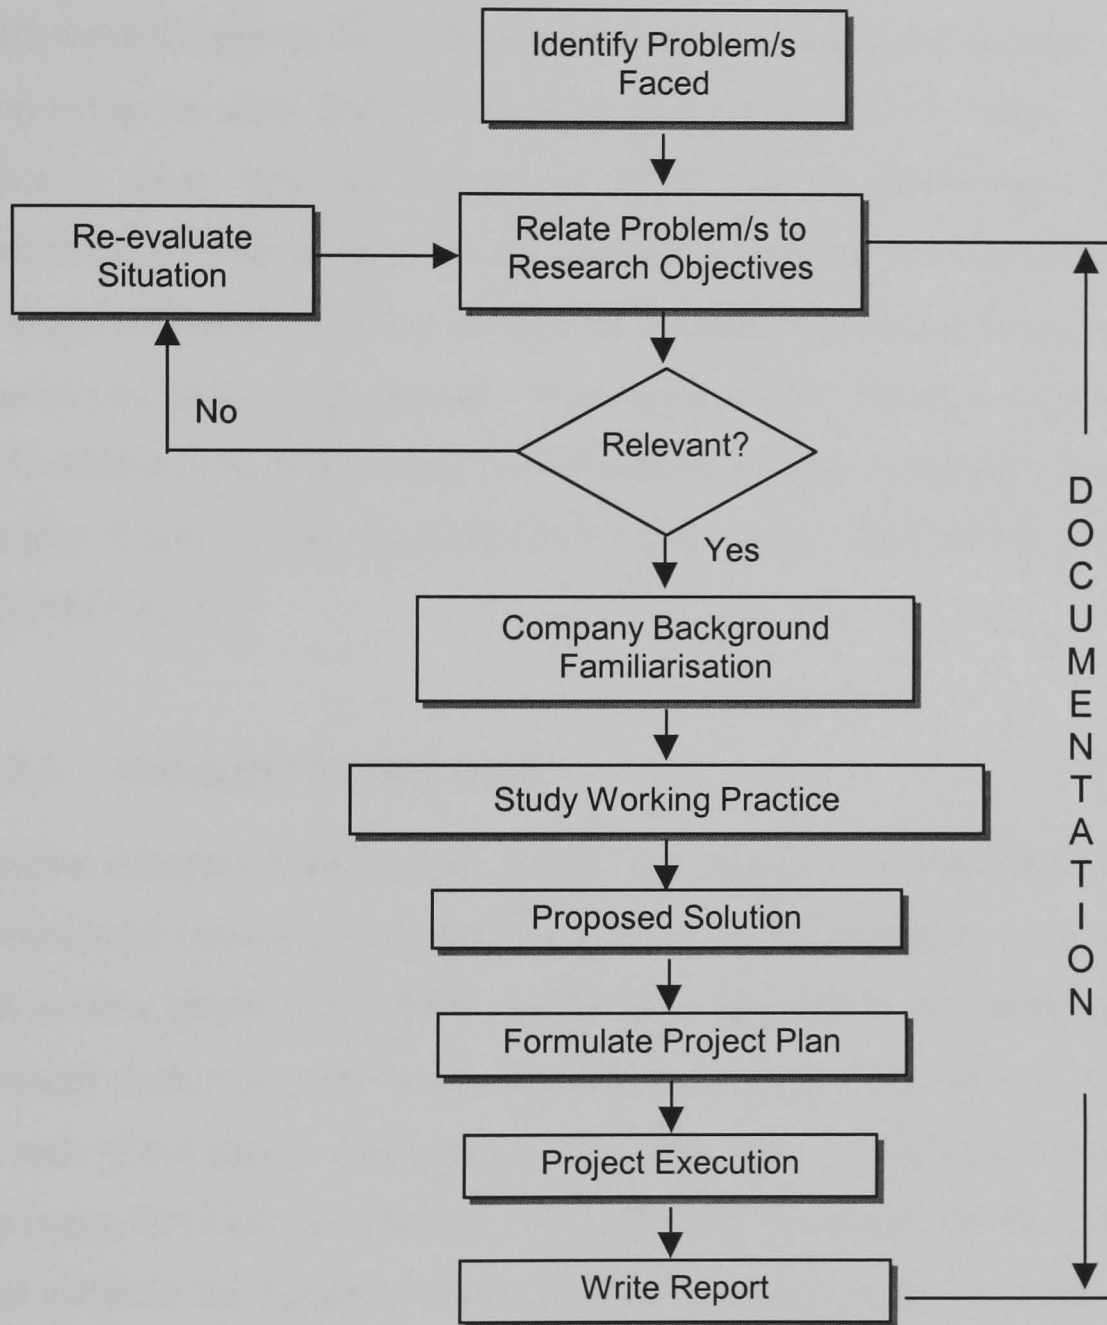 Identify Problem/s
Faced
Re-evaluate
Situation
Relate Problem/s to
Research Objectives
No
Relevant?
Yes
Company Background
Familiarisation
Study Working Practice
Proposed Solution
Formulate Project Plan
Project Execution
Write Report
DOCUMENTATION